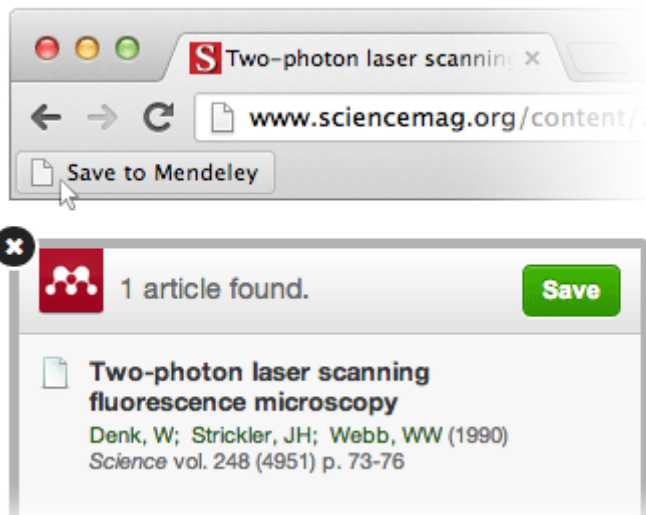 S Two-photon laser scanning
www.sciencemag.org/content/
Save to Mendeley
1 article found.
Save
Two-photon laser scanning
fluorescence microscopy
Denk, W; Strickler, JH; Webb, WW (1990)
Science vol. 248 (4951) p. 73-76